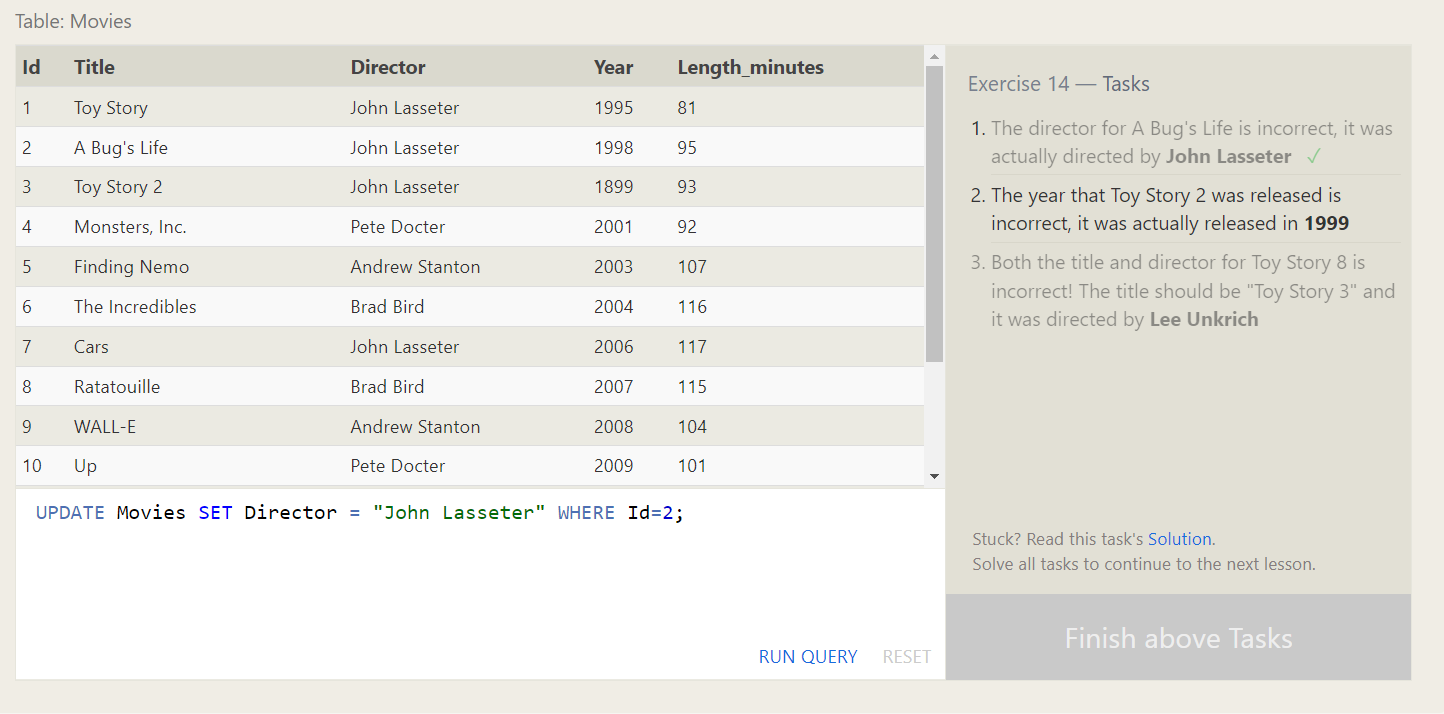 Table: Movies
Id Title Director Year Length_minutes
1 Toy Story John Lasseter 1995 81
2 A Bug's Life John Lasseter 1998 95
3 Toy Story 2 John Lasseter 1899 93
4 Monsters, Inc. Pete Docter 2001 92
5 Finding Nemo Andrew Stanton 2003 107
6 The Incredibles Brad Bird 2004 116
7 Cars John Lasseter 2006 117
8 Ratatouille Brad Bird 2007 115
9 WALL-E Andrew Stanton 2008 104
10 Up Pete Docter 2009 101
UPDATE Movies SET Director = "John Lasseter" WHERE Id=2;
RUN QUERY RESET
Exercise 14 — Tasks
1. The director for A Bug's Life is incorrect, it was
actually directed by John Lasseter ✓
2. The year that Toy Story 2 was released is
incorrect, it was actually released in 1999
3. Both the title and director for Toy Story 8 is
incorrect! The title should be "Toy Story 3" and
it was directed by Lee Unkrich
Stuck? Read this task's Solution.
Solve all tasks to continue to the next lesson.
Finish above Tasks